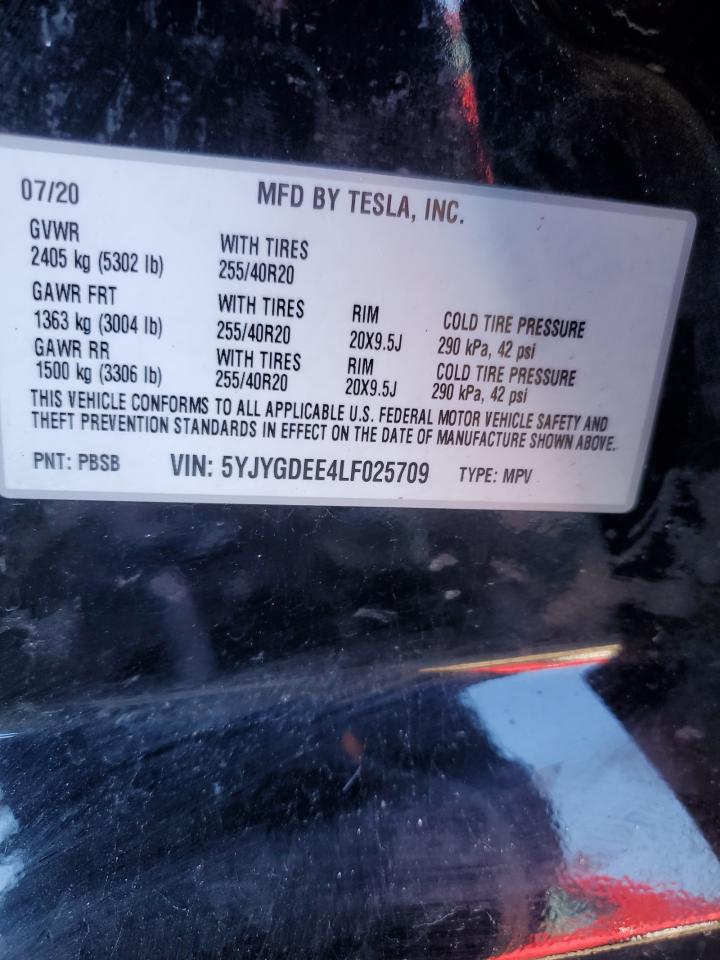 07/20 MFD BY TESLA, INC.
GVWR WITH TIRES
2405 kg (5302 lb) 255/40R20
GAWR FRT WITH TIRES RIM COLD TIRE PRESSURE
1363 kg (3004 lb) 255/40R20 20X9.5J 290 kPa, 42 psi
GAWR RR WITH TIRES RIM COLD TIRE PRESSURE
1500 kg (3306 lb) 255/40R20 20X9.5J 290 kPa, 42 psi
THIS VEHICLE CONFORMS TO ALL APPLICABLE U.S. FEDERAL MOTOR VEHICLE SAFETY AND
THEFT PREVENTION STANDARDS IN EFFECT ON THE DATE OF MANUFACTURE SHOWN ABOVE.
PNT: PBSB VIN: 5YJYGDEE4LF025709 TYPE: MPV